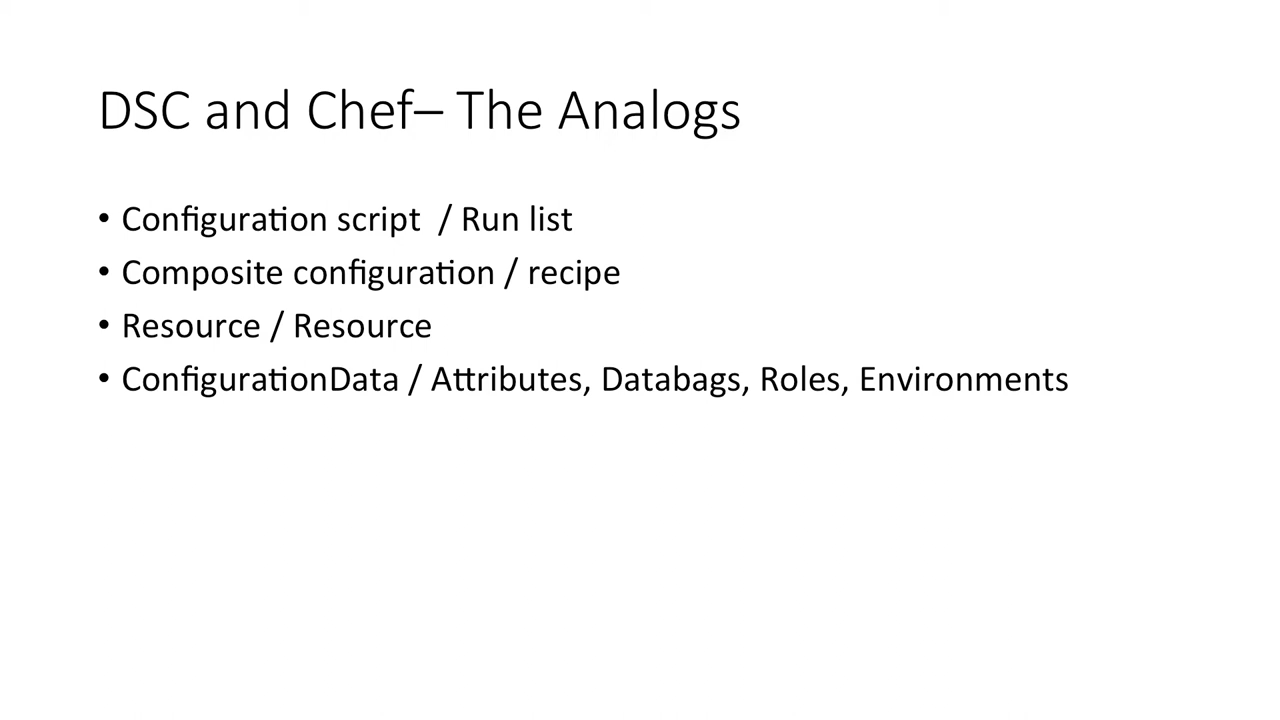 DSC and Chef– The Analogs
• Configuration script / Run list
• Composite configuration / recipe
• Resource / Resource
• ConfigurationData / Attributes, Databags, Roles, Environments